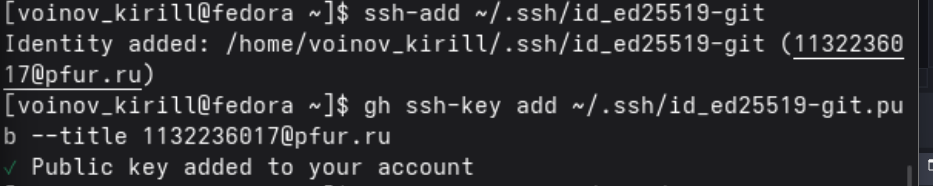 [voinov_kirill@fedora ~]$ ssh-add ~/.ssh/id_ed25519-git
Identity added: /home/voinov_kirill/.ssh/id_ed25519-git (11322360
17@pfur.ru)
[voinov_kirill@fedora ~]$ gh ssh-key add ~/.ssh/id_ed25519-git.pu
b --title 1132236017@pfur.ru
✓ Public key added to your account